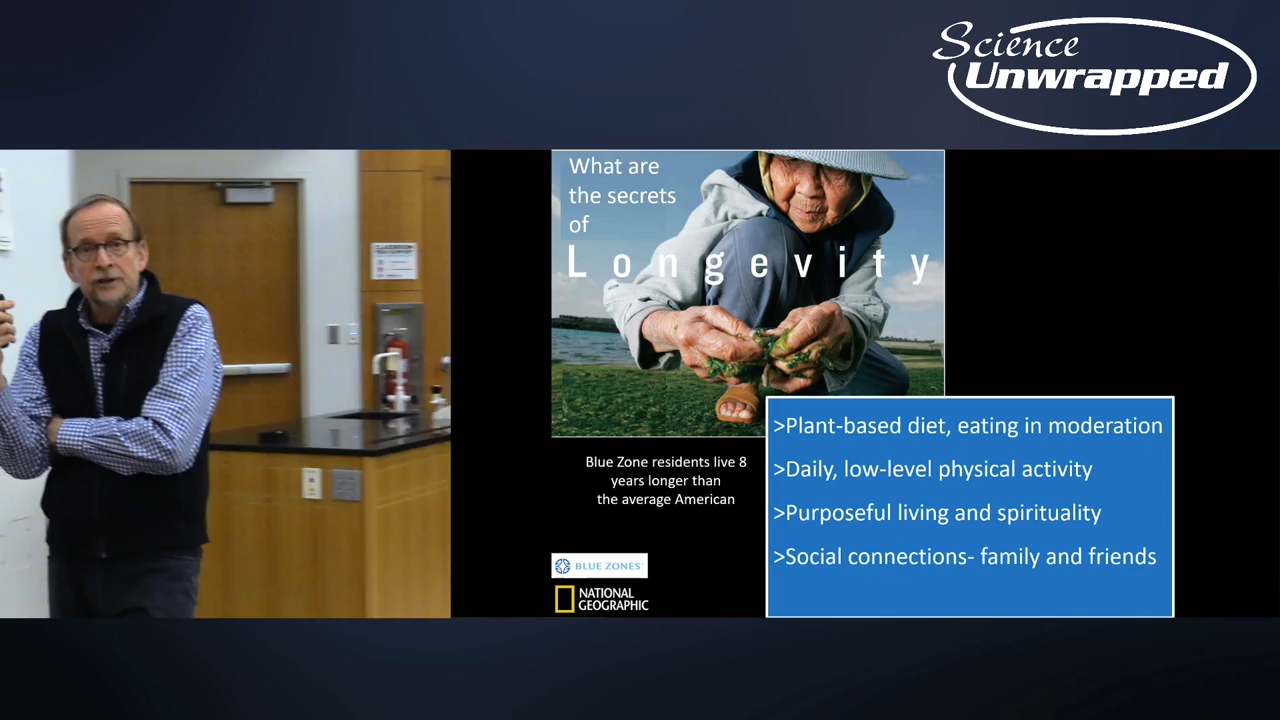 Science
Unwrapped
What are
the secrets
of
Longevity
>Plant-based diet, eating in moderation
>Daily, low-level physical activity
>Purposeful living and spirituality
>Social connections- family and friends
Blue Zone residents live 8
years longer than
the average American
BLUE ZONES
NATIONAL
GEOGRAPHIC